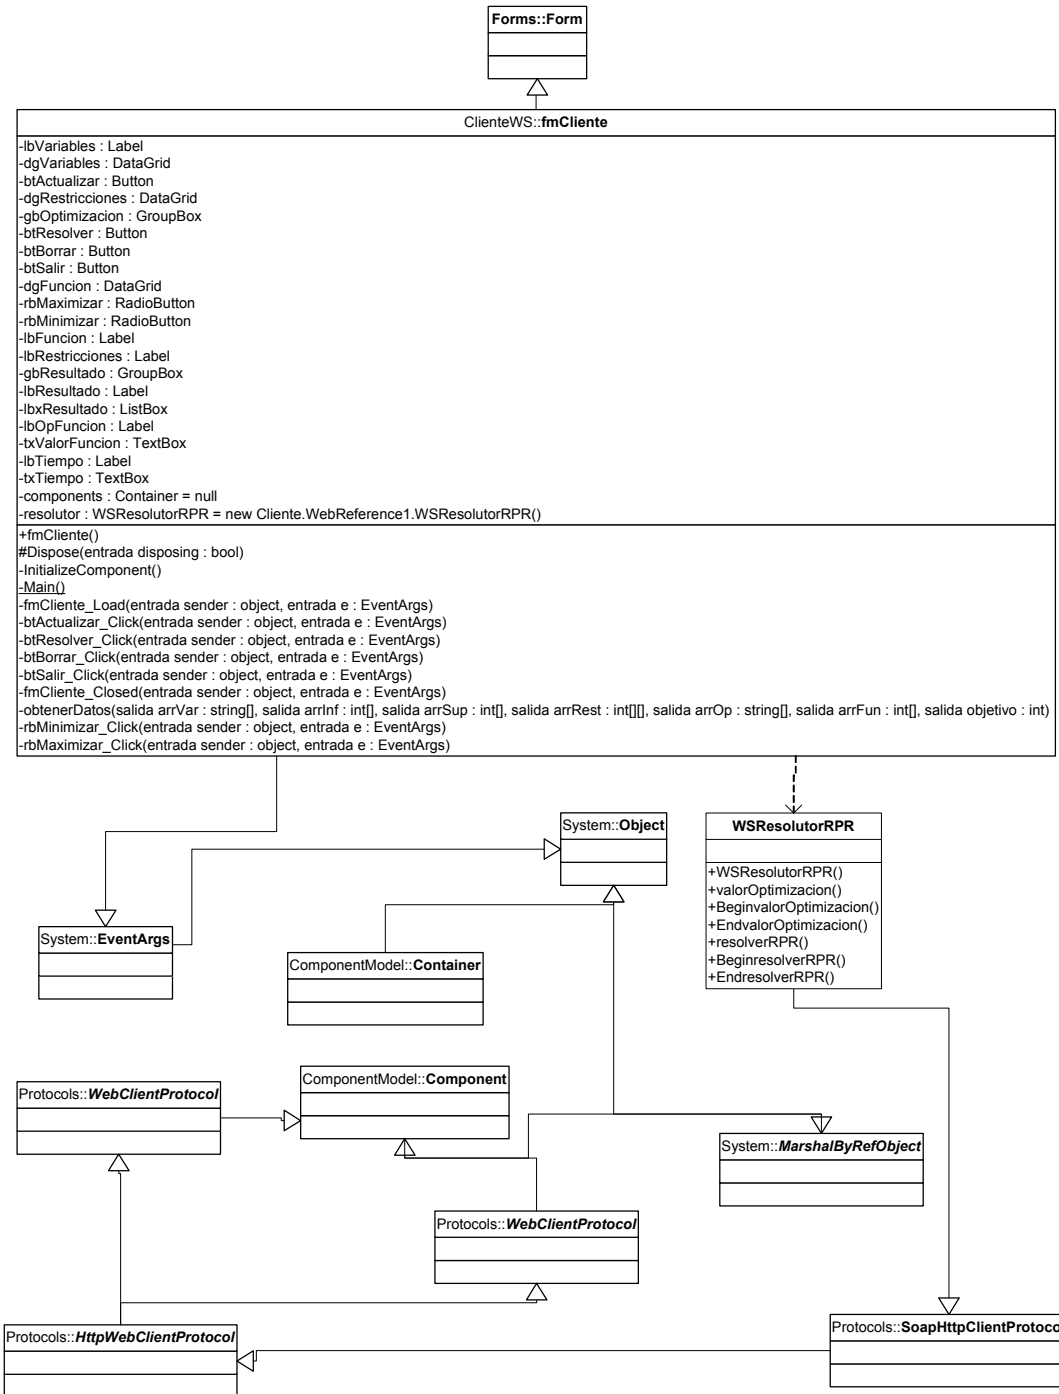 Forms::Form
ClienteWS::fmCliente
-lbVariables : Label
-dgVariables : DataGrid
-btActualizar : Button
-dgRestricciones : DataGrid
-gbOptimizacion : GroupBox
-btResolver : Button
-btBorrar : Button
-btSalir : Button
-dgFuncion : DataGrid
-rbMaximizar : RadioButton
-rbMinimizar : RadioButton
-lbFuncion : Label
-lbRestricciones : Label
-gbResultado : GroupBox
-lbResultado : Label
-lbxResultado : ListBox
-lbOpFuncion : Label
-txValorFuncion : TextBox
-lbTiempo : Label
-txTiempo : TextBox
-components : Container = null
-resolutor : WSResolutorRPR = new Cliente.WebReference1.WSResolutorRPR()
+fmCliente()
#Dispose(entrada disposing : bool)
-InitializeComponent()
-Main()
-fmCliente_Load(entrada sender : object, entrada e : EventArgs)
-btActualizar_Click(entrada sender : object, entrada e : EventArgs)
-btResolver_Click(entrada sender : object, entrada e : EventArgs)
-btBorrar_Click(entrada sender : object, entrada e : EventArgs)
-btSalir_Click(entrada sender : object, entrada e : EventArgs)
-fmCliente_Closed(entrada sender : object, entrada e : EventArgs)
-obtenerDatos(salida arrVar : string[], salida arrInf : int[], salida arrSup : int[], salida arrRest : int[][], salida arrOp : string[], salida arrFun : int[], salida objetivo : int)
-rbMinimizar_Click(entrada sender : object, entrada e : EventArgs)
-rbMaximizar_Click(entrada sender : object, entrada e : EventArgs)
System::Object
WSResolutorRPR
+WSResolutorRPR()
+valorOptimizacion()
+BeginvalorOptimizacion()
+EndvalorOptimizacion()
+resolverRPR()
+BeginresolverRPR()
+EndresolverRPR()
System::EventArgs
ComponentModel::Container
Protocols::WebClientProtocol
ComponentModel::Component
System::MarshalByRefObject
Protocols::WebClientProtocol
Protocols::HttpWebClientProtocol
Protocols::SoapHttpClientProtoco